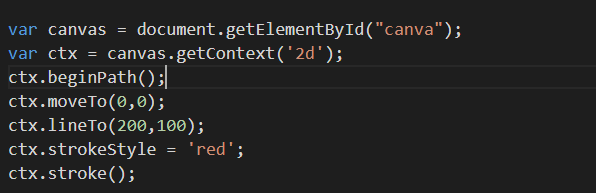 var canvas = document.getElementById("canva");
var ctx = canvas.getContext('2d');
ctx.beginPath();
ctx.moveTo(0,0);
ctx.lineTo(200,100);
ctx.strokeStyle = 'red';
ctx.stroke();